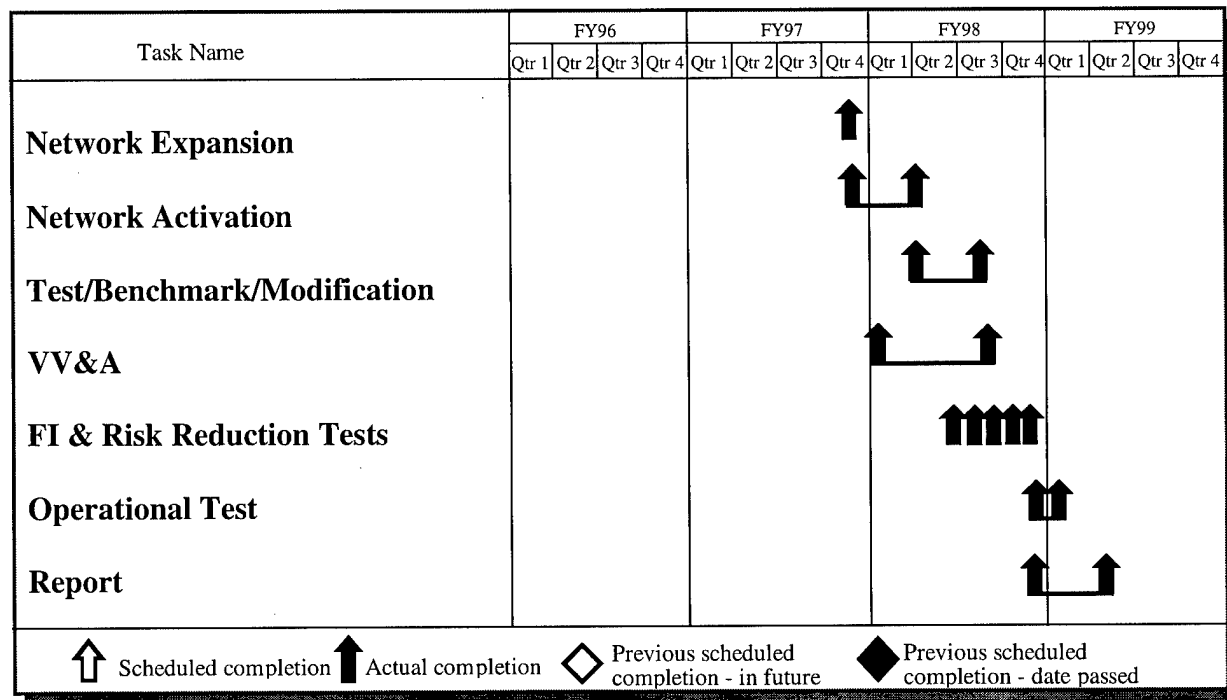 Task Name
FY96 FY97 FY98 FY99
Qtr 1 Qtr 2 Qtr 3 Qtr 4 Qtr 1 Qtr 2 Qtr 3 Qtr 4 Qtr 1 Qtr 2 Qtr 3 Qtr 4 Qtr 1 Qtr 2 Qtr 3 Qtr 4
Network Expansion
Network Activation
Test/Benchmark/Modification
VV&A
FI & Risk Reduction Tests
Operational Test
Report
Scheduled completion
Actual completion
Previous scheduled
completion - in future
Previous scheduled
completion - date passed